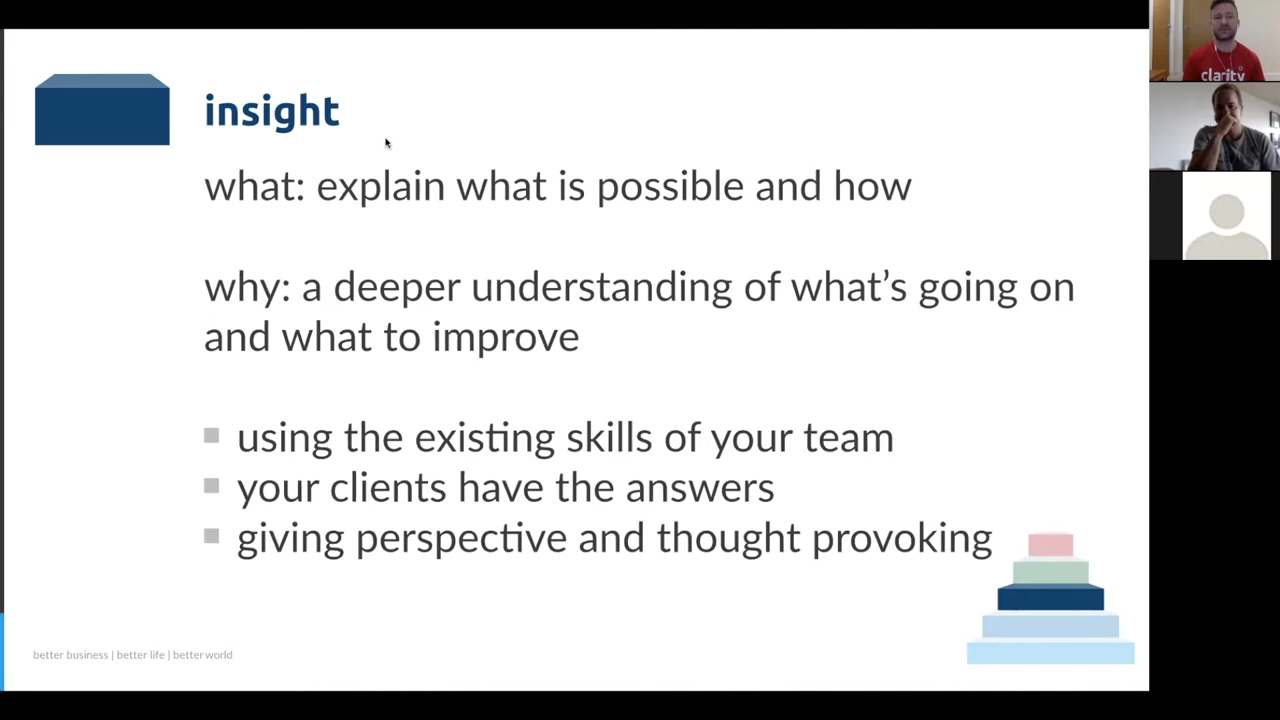 insight
what: explain what is possible and how
why: a deeper understanding of what's going on
and what to improve
using the existing skills of your team
your clients have the answers
giving perspective and thought provoking
better business | better life | better world
clarity